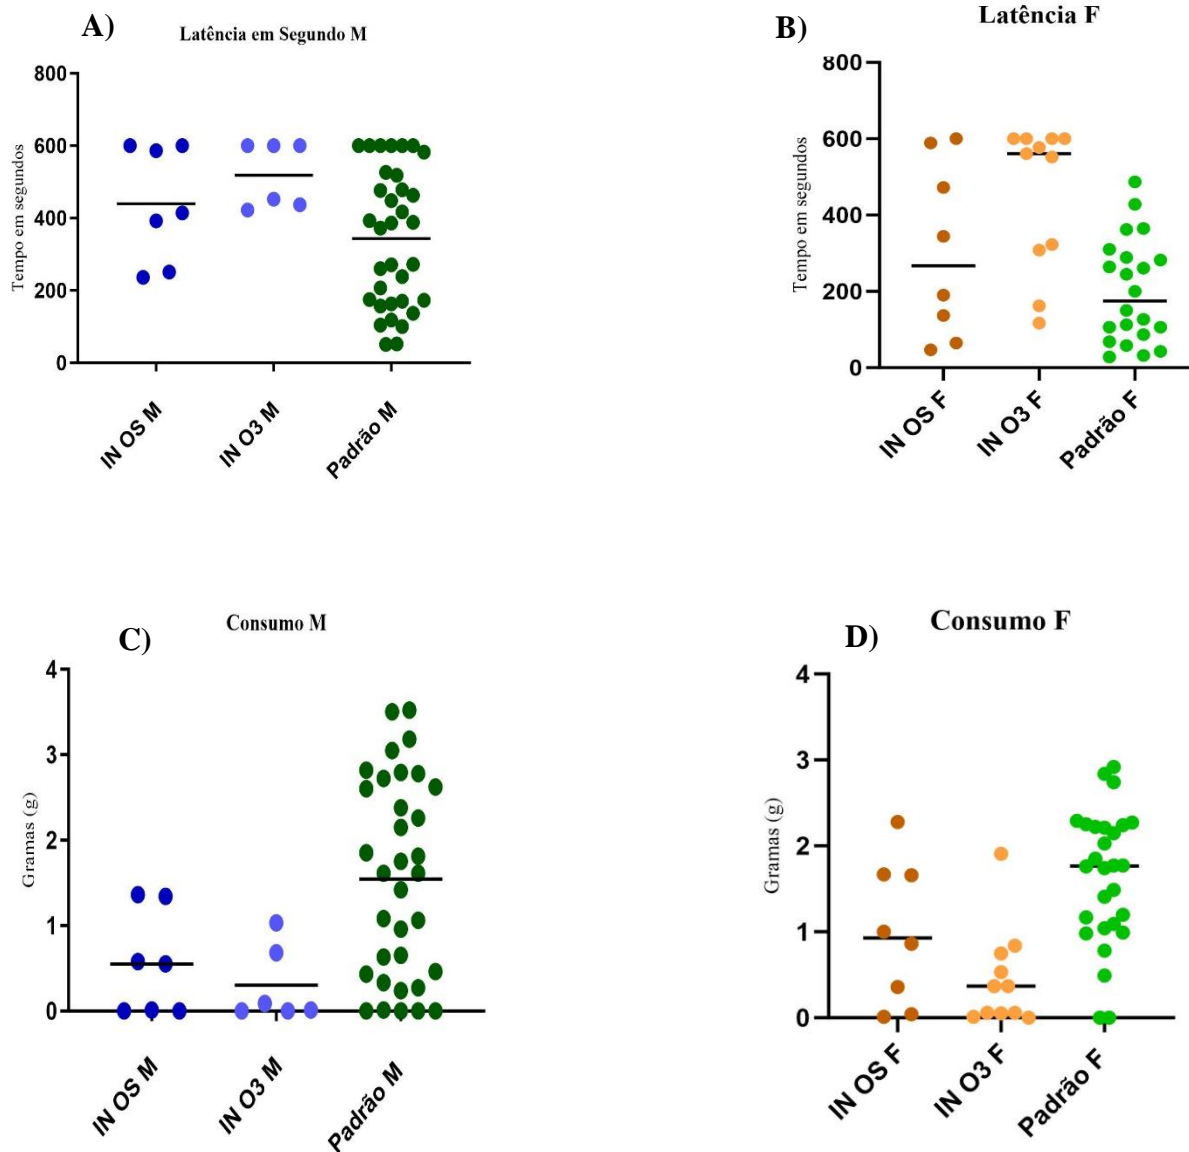 A)
Latência em Segundo M
Tempo em segundos
800
600
400
200
0
IN OS M
IN O3 M
Padrão M
B)
Latência F
Tempo em segundos
800
600
400
200
0
IN OS F
IN O3 F
Padrão F
C)
Consumo M
Gramas (g)
4
3
2
1
0
IN OS M
IN O3 M
Padrão M
D)
Consumo F
Gramas (g)
4
3
2
1
0
IN OS F
IN O3 F
Padrão F